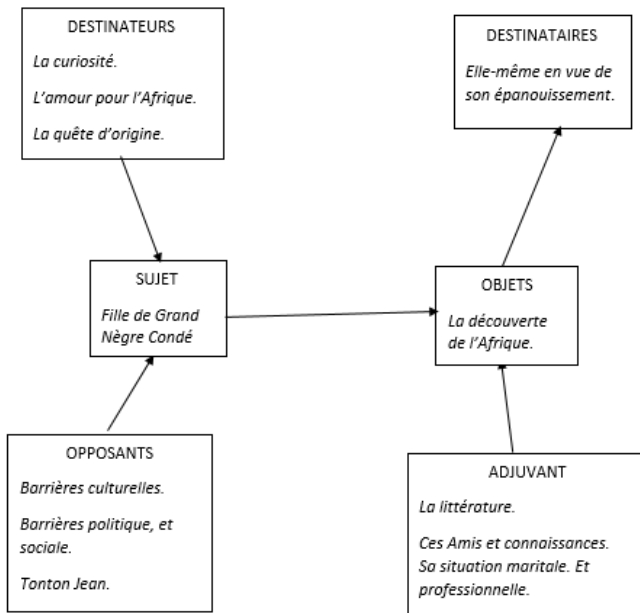 DESTINATEURS
La curiosité.
L'amour pour l'Afrique.
La quête d'origine.
DESTINATAIRES
Elle-même en vue de
son épanouissement.
SUJET
Fille de Grand
Nègre Condé
OBJETS
La découverte
de l'Afrique.
OPPOSANTS
Barrières culturelles.
Barrières politique, et
sociale.
Tonton Jean.
ADJUVANT
La littérature.
Ces Amis et connaissances.
Sa situation maritale. Et
professionnelle.